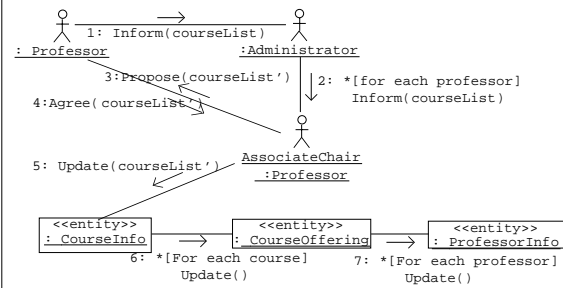 1: Inform(courseList)
: Professor
:Administrator
3:Propose(courseList')
2: *[for each professor]
Inform(courseList)
4:Agree(courseList')
AssociateChair
:Professor
5: Update(courseList')
<<entity>>
: CourseInfo
<<entity>>
: CourseOffering
<<entity>>
: ProfessorInfo
6: *[For each course]
Update()
7: *[For each professor]
Update()